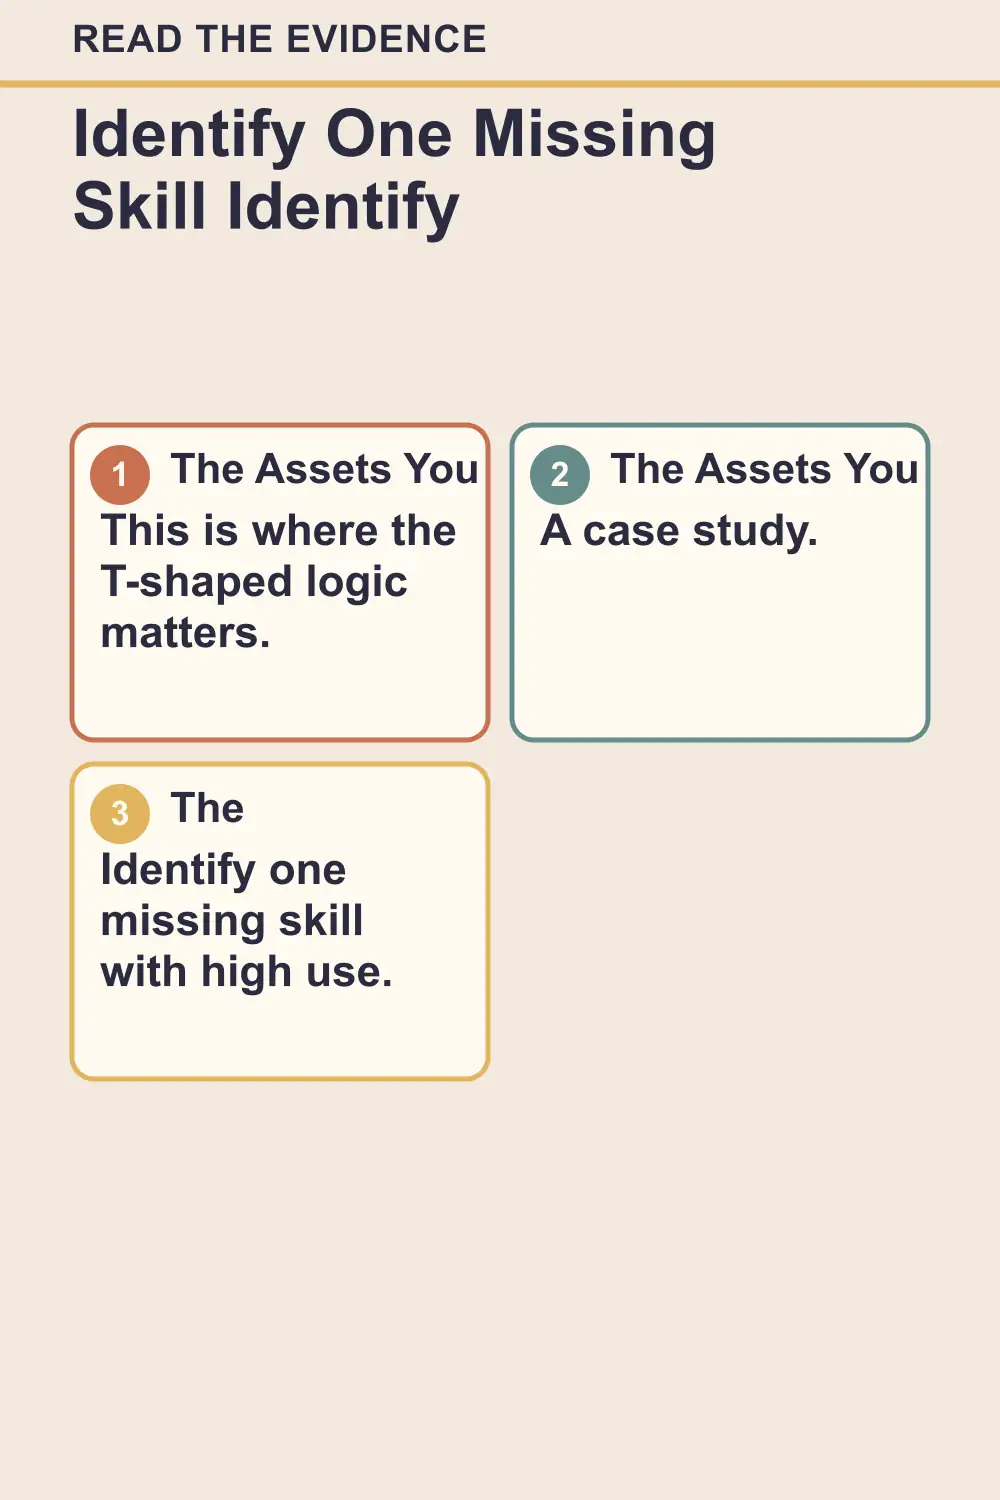 READ THE EVIDENCE
Identify One Missing
Skill Identify
1 The Assets You
This is where the
T-shaped logic
matters.
2 The Assets You
A case study.
3 The
Identify one
missing skill
with high use.